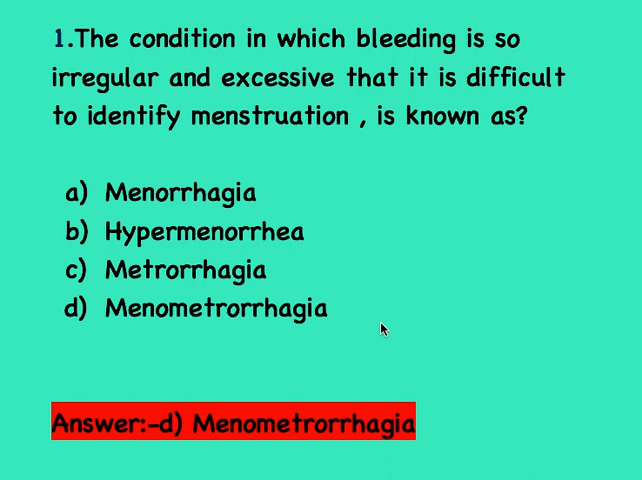 1.The condition in which bleeding is so
irregular and excessive that it is difficult
to identify menstruation , is known as?
a) Menorrhagia
b) Hypermenorrhea
c) Metrorrhagia
d) Menometrorrhagia
Answer:-d) Menometrorrhagia